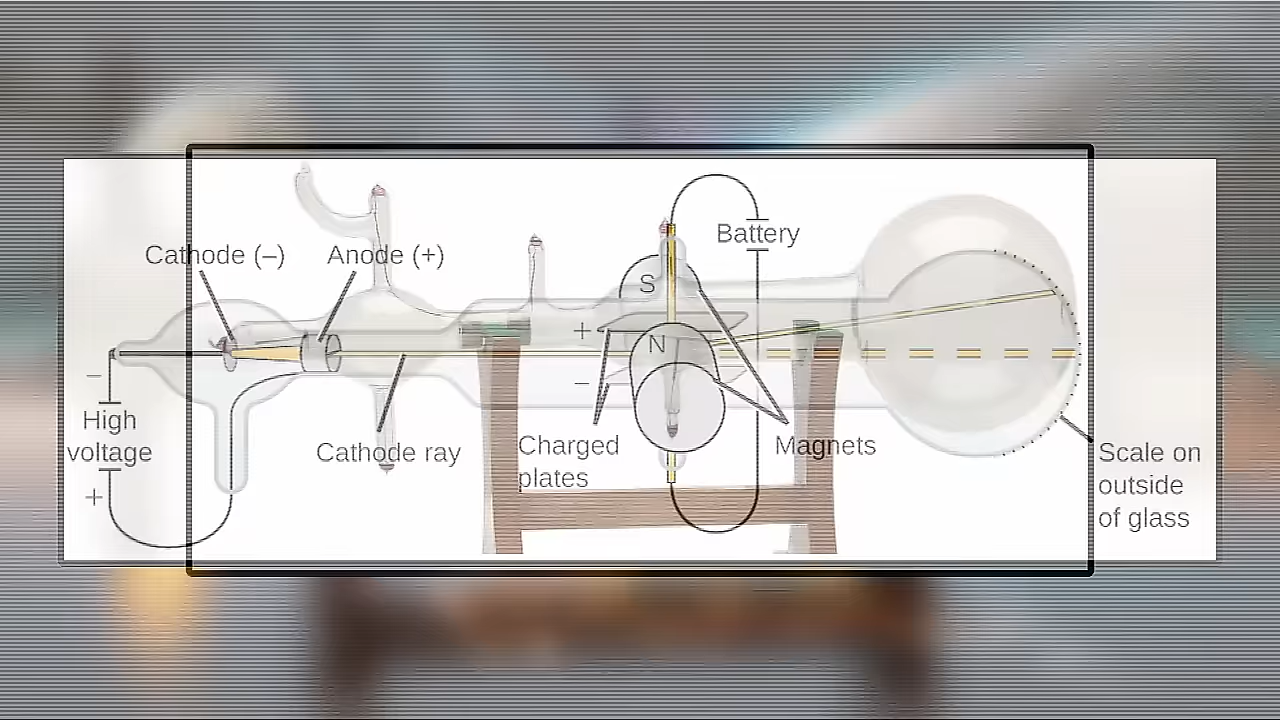 Battery
Cathode (–)
Anode (+)
S
+
N
–
–
High
voltage
+
Cathode ray
Charged
plates
Magnets
Scale on
outside
of glass